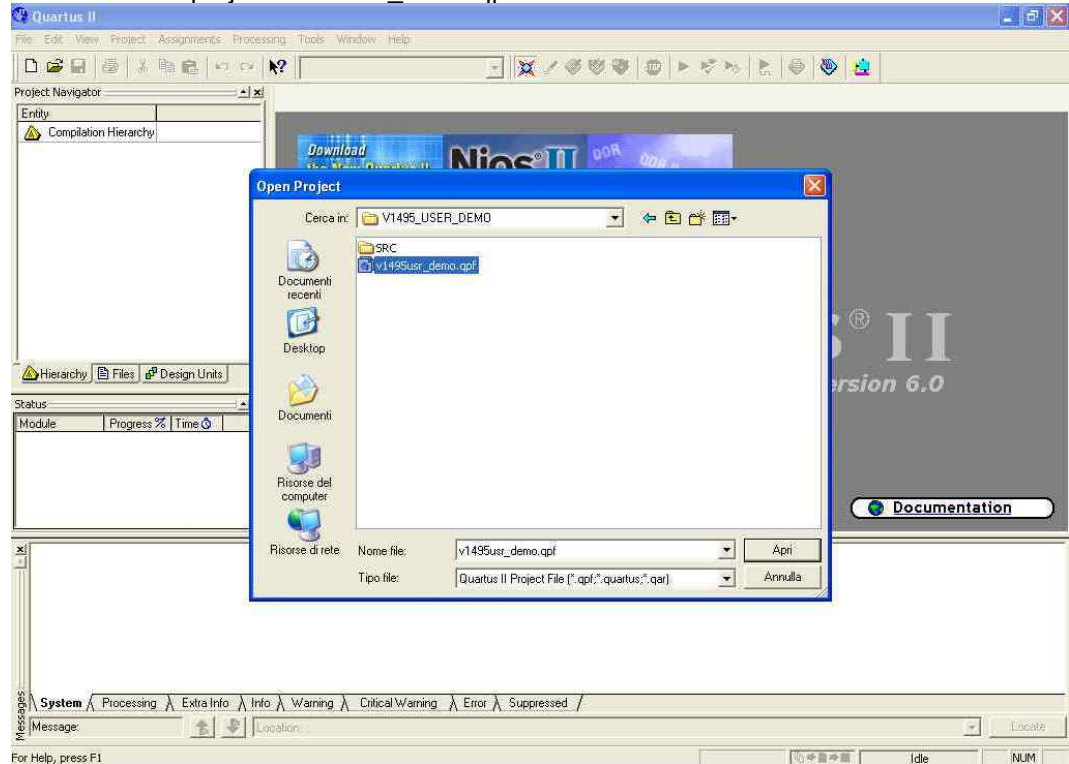 Quartus II
File Edit View Project Assignments Processing Tools Window Help
Project Navigator
Entity
Compilation Hierarchy
Hierarchy Files Design Units
Status
Module Progress % Time
Download
Nios® II
DDR
® II
ersion 6.0
Documentation
Open Project
Cerca in: V1495_USER_DEMO
SRC
v1495usr_demo.qpf
Documenti
recenti
Desktop
Documenti
Risorse del
computer
Risorse di rete
Nome file: v1495usr_demo.qpf Apri
Tipo file: Quartus II Project File (*.qpf;*.quartus;*.qar) Annulla
System Processing Extra Info Info Warning Critical Warning Error Suppressed
Messages
Message: Location: Locate
For Help, press F1 Idle NUM